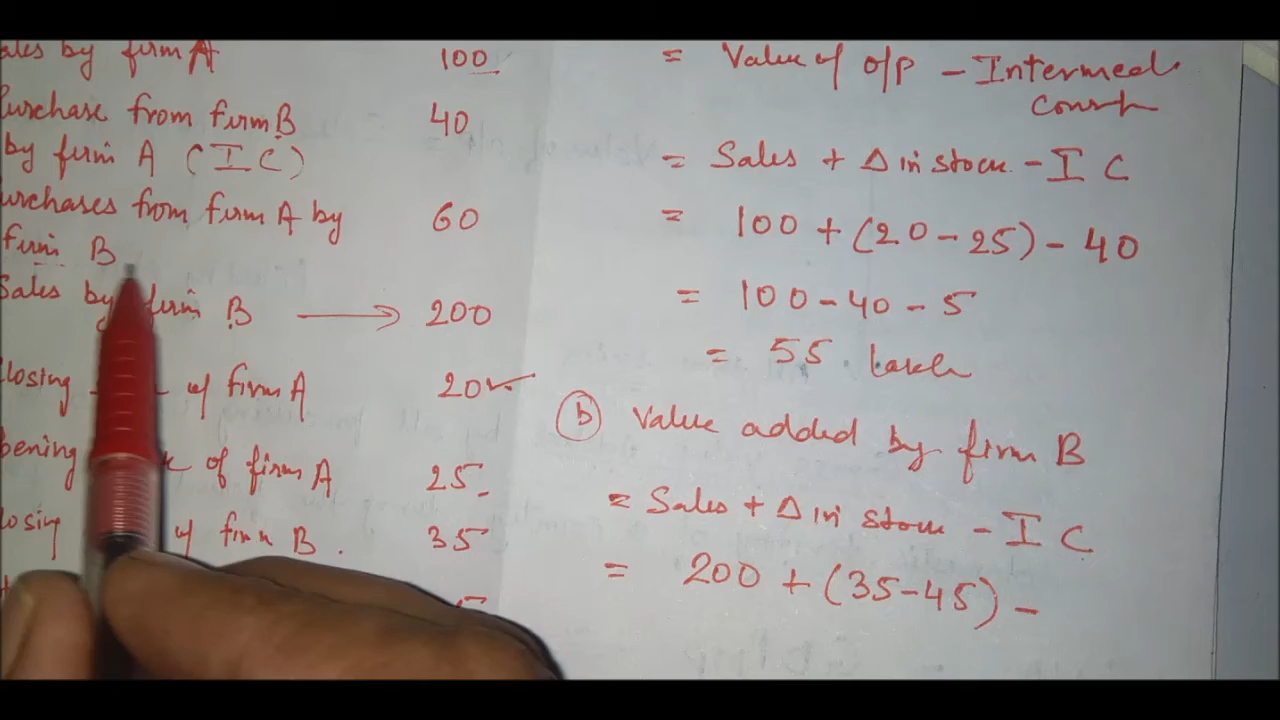 ales by firm A 100
urchase from firm B 40
by firm A (IC)
urchases from firm A by 60
firm B
Sales by firm B → 200
losing of firm A 20 ✓
pening of firm A 25
losing of firm B. 35
= Value of o/p - Intermed.
Const
= Sales + Δ in stock - IC
= 100 + (20-25) - 40
= 100-40-5
= 55. lakh
(b) Value added by firm B
= Sales + Δ in stock - IC
= 200 + (35-45) -